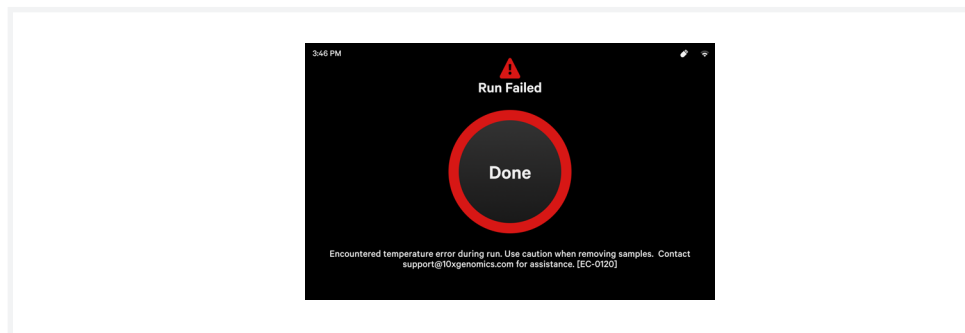 3:46 PM
Run Failed
Done
Encountered temperature error during run. Use caution when removing samples.  Contact
support@10xgenomics.com for assistance. [EC-0120]